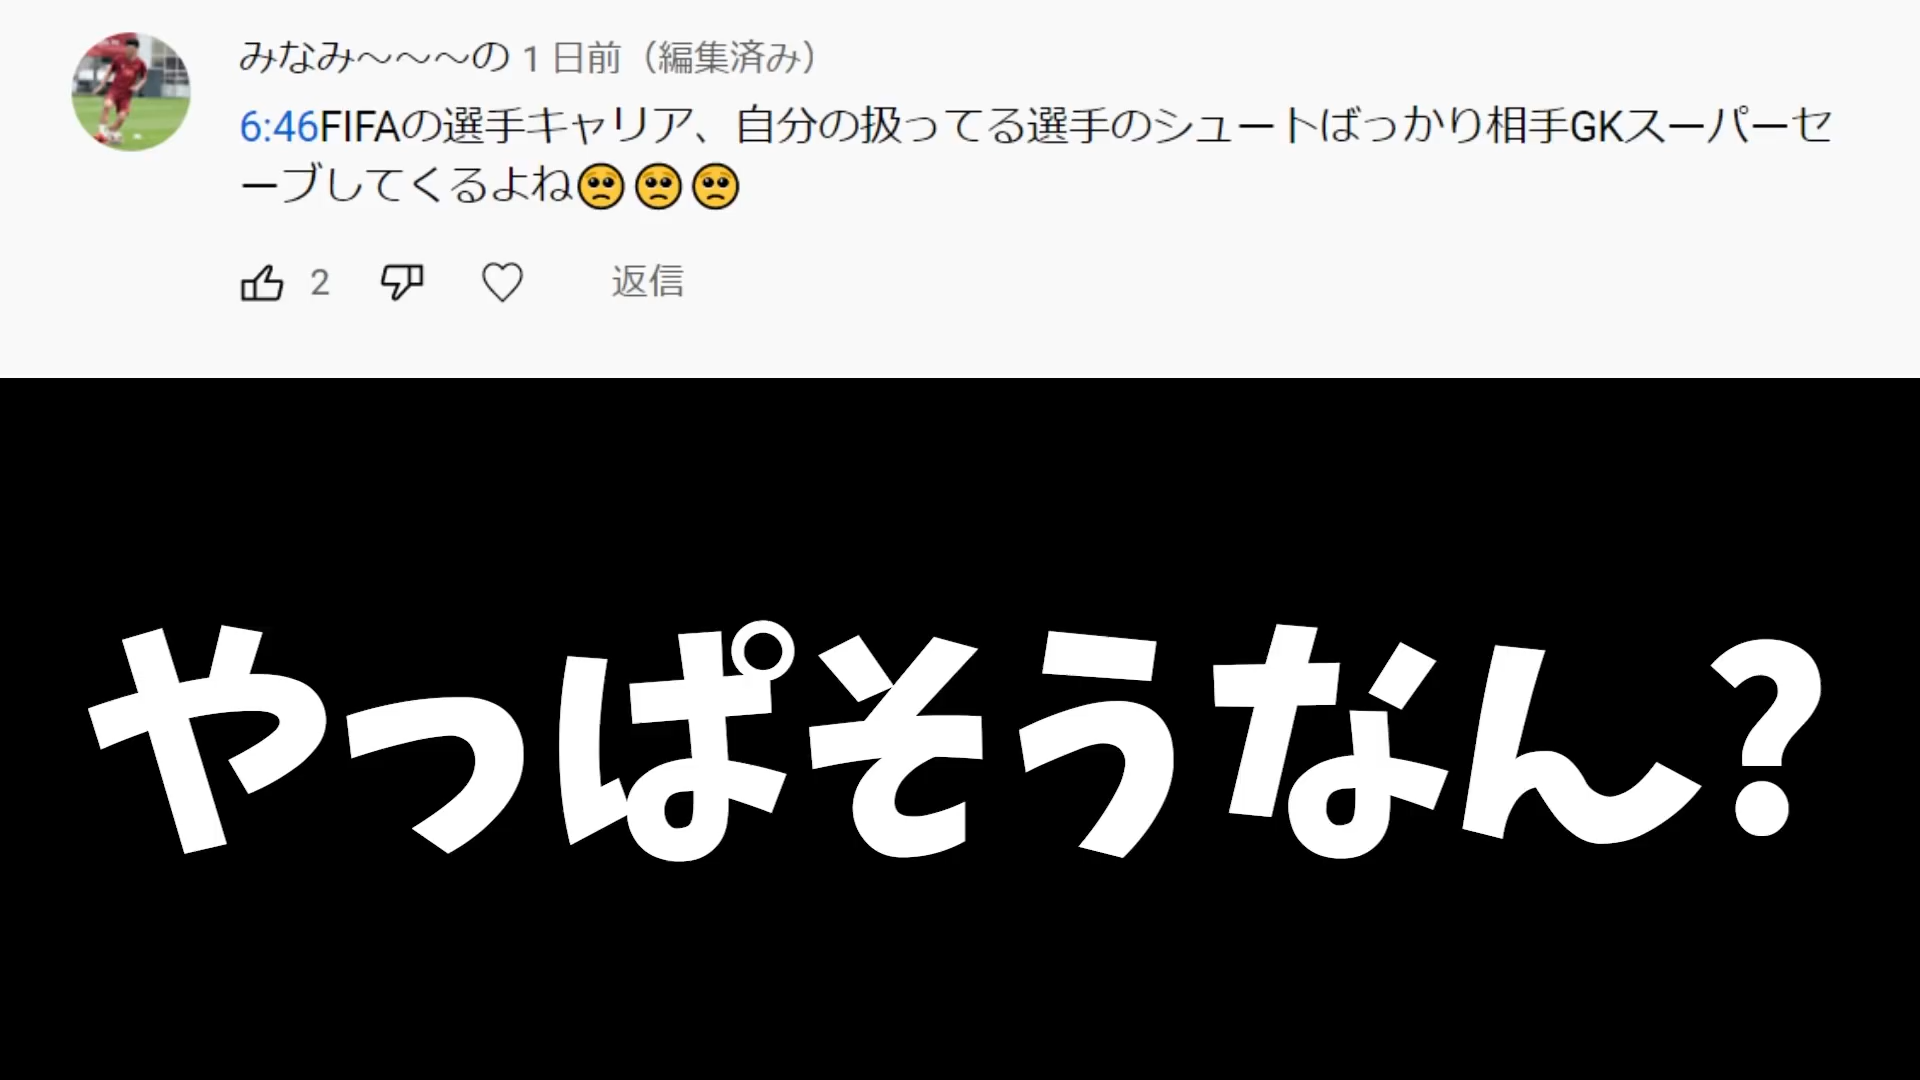 みなみ〜〜〜の 1 日前（編集済み）
6:46FIFAの選手キャリア、自分の扱ってる選手のシュートばっかり相手GKスーパーセ
ーブしてくるよね🥺🥺🥺
2 返信
やっぱそうなん?